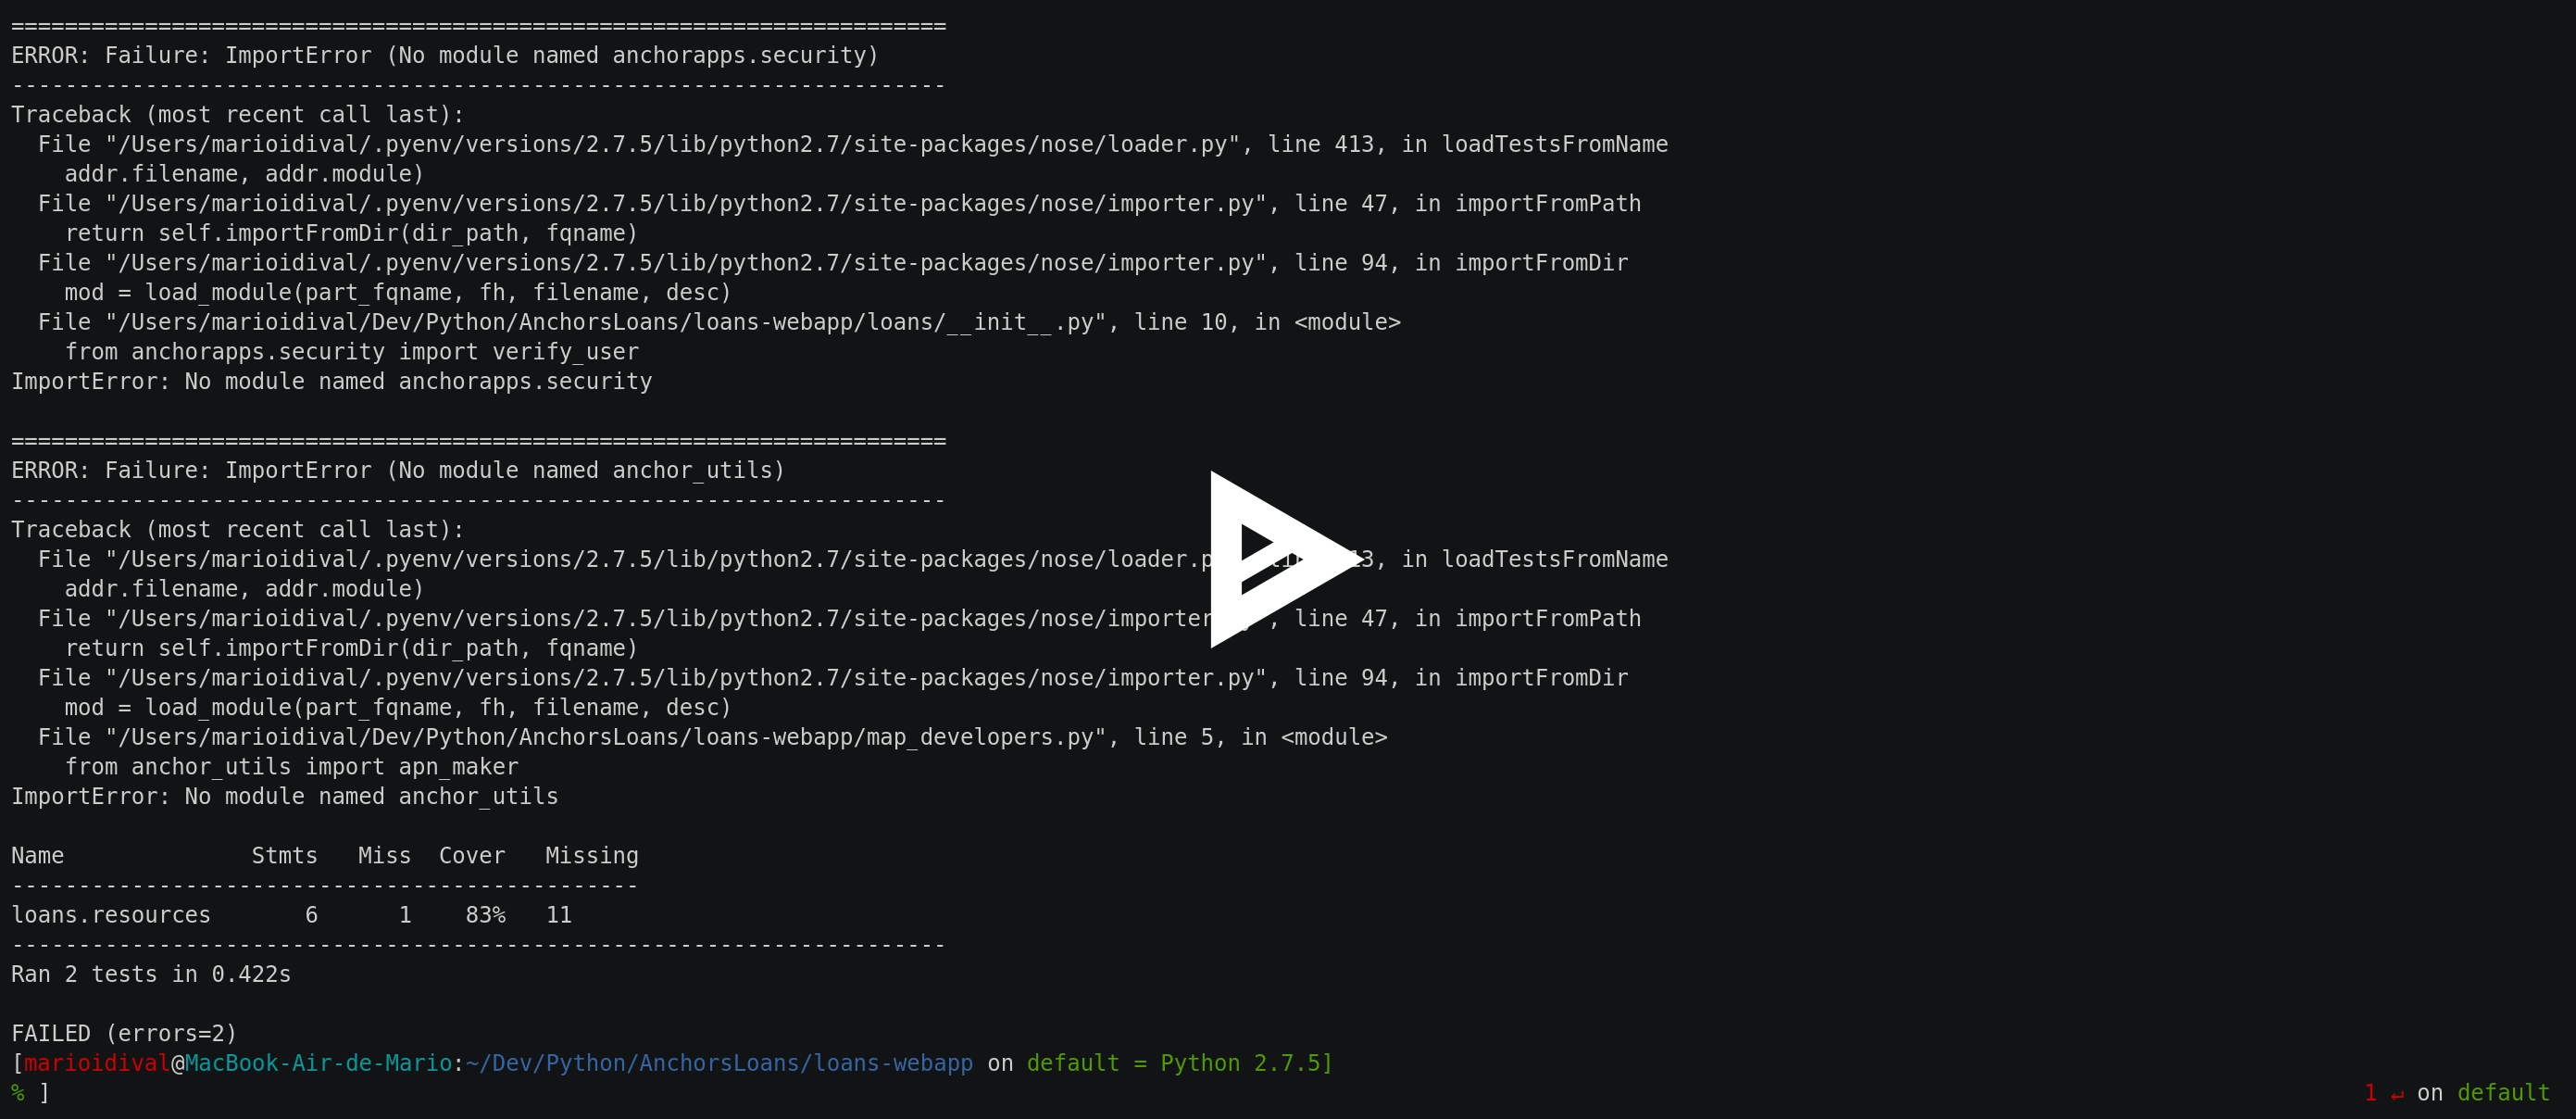 ======================================================================
ERROR: Failure: ImportError (No module named anchorapps.security)
----------------------------------------------------------------------
Traceback (most recent call last):
  File "/Users/marioidival/.pyenv/versions/2.7.5/lib/python2.7/site-packages/nose/loader.py", line 413, in loadTestsFromName
    addr.filename, addr.module)
  File "/Users/marioidival/.pyenv/versions/2.7.5/lib/python2.7/site-packages/nose/importer.py", line 47, in importFromPath
    return self.importFromDir(dir_path, fqname)
  File "/Users/marioidival/.pyenv/versions/2.7.5/lib/python2.7/site-packages/nose/importer.py", line 94, in importFromDir
    mod = load_module(part_fqname, fh, filename, desc)
  File "/Users/marioidival/Dev/Python/AnchorsLoans/loans-webapp/loans/__init__.py", line 10, in <module>
    from anchorapps.security import verify_user
ImportError: No module named anchorapps.security

======================================================================
ERROR: Failure: ImportError (No module named anchor_utils)
----------------------------------------------------------------------
Traceback (most recent call last):
  File "/Users/marioidival/.pyenv/versions/2.7.5/lib/python2.7/site-packages/nose/loader.p in loadTestsFromName
    addr.filename, addr.module)
  File "/Users/marioidival/.pyenv/versions/2.7.5/lib/python2.7/site-packages/nose/importer , line 47, in importFromPath
    return self.importFromDir(dir_path, fqname)
  File "/Users/marioidival/.pyenv/versions/2.7.5/lib/python2.7/site-packages/nose/importer.py", line 94, in importFromDir
    mod = load_module(part_fqname, fh, filename, desc)
  File "/Users/marioidival/Dev/Python/AnchorsLoans/loans-webapp/map_developers.py", line 5, in <module>
    from anchor_utils import apn_maker
ImportError: No module named anchor_utils

Name              Stmts   Miss  Cover   Missing
-----------------------------------------------
loans.resources       6      1    83%   11
----------------------------------------------------------------------
Ran 2 tests in 0.422s

FAILED (errors=2)
[marioidival@MacBook-Air-de-Mario:~/Dev/Python/AnchorsLoans/loans-webapp on default = Python 2.7.5]
% ] 1 ↵ on default